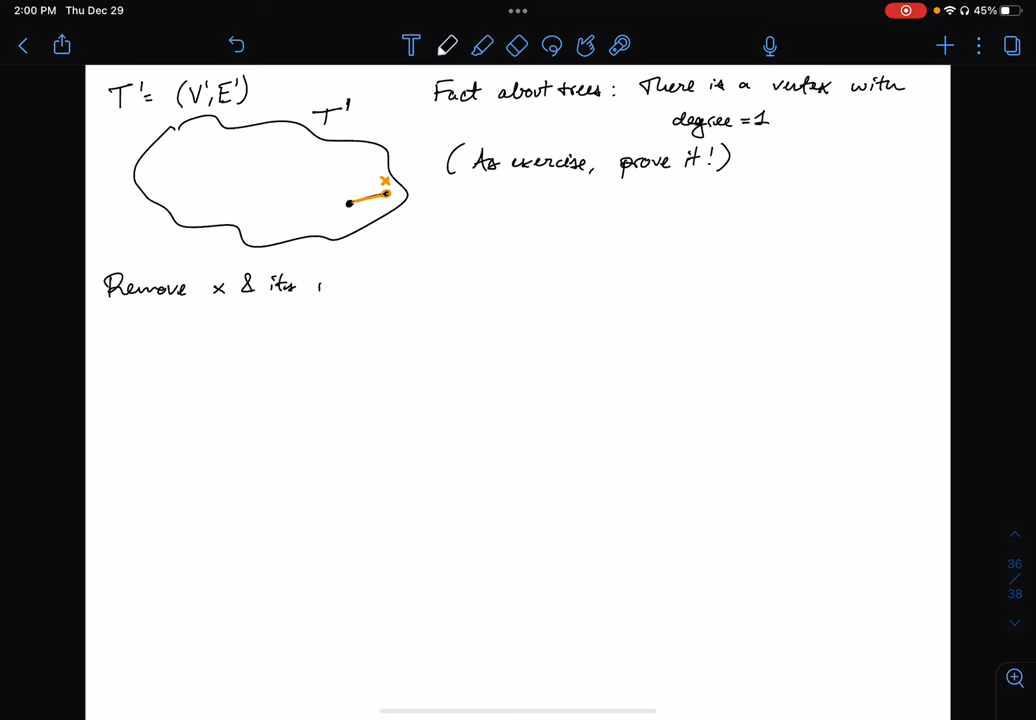 2:00 PM Thu Dec 29
45%
T
T' = (V', E')
T'
Fact about trees: There is a vertex with
degree = 1
(As exercise, prove it!)
x
Remove x & its
36
/
38